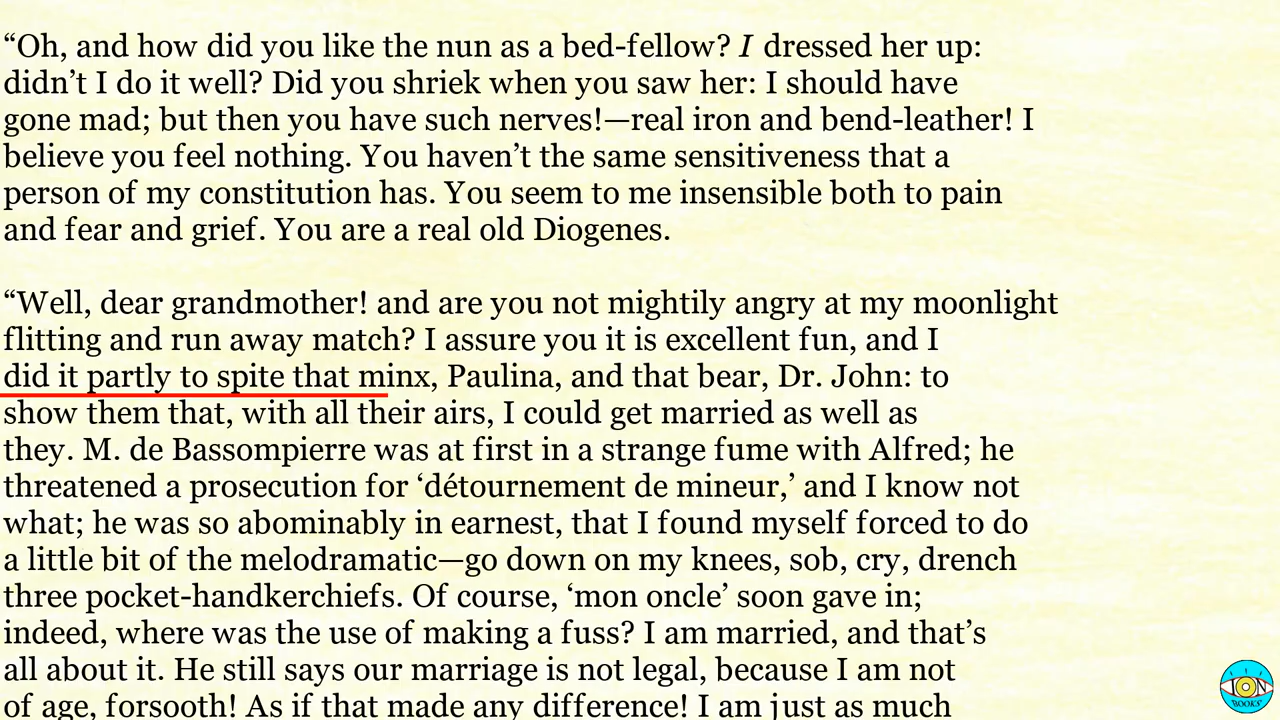 “Oh, and how did you like the nun as a bed-fellow? I dressed her up:
didn’t I do it well? Did you shriek when you saw her: I should have
gone mad; but then you have such nerves!—real iron and bend-leather! I
believe you feel nothing. You haven’t the same sensitiveness that a
person of my constitution has. You seem to me insensible both to pain
and fear and grief. You are a real old Diogenes.
“Well, dear grandmother! and are you not mightily angry at my moonlight
flitting and run away match? I assure you it is excellent fun, and I
did it partly to spite that minx, Paulina, and that bear, Dr. John: to
show them that, with all their airs, I could get married as well as
they. M. de Bassompierre was at first in a strange fume with Alfred; he
threatened a prosecution for ‘détournement de mineur,’ and I know not
what; he was so abominably in earnest, that I found myself forced to do
a little bit of the melodramatic—go down on my knees, sob, cry, drench
three pocket-handkerchiefs. Of course, ‘mon oncle’ soon gave in;
indeed, where was the use of making a fuss? I am married, and that’s
all about it. He still says our marriage is not legal, because I am not
of age, forsooth! As if that made any difference! I am just as much
ION
BOOKS